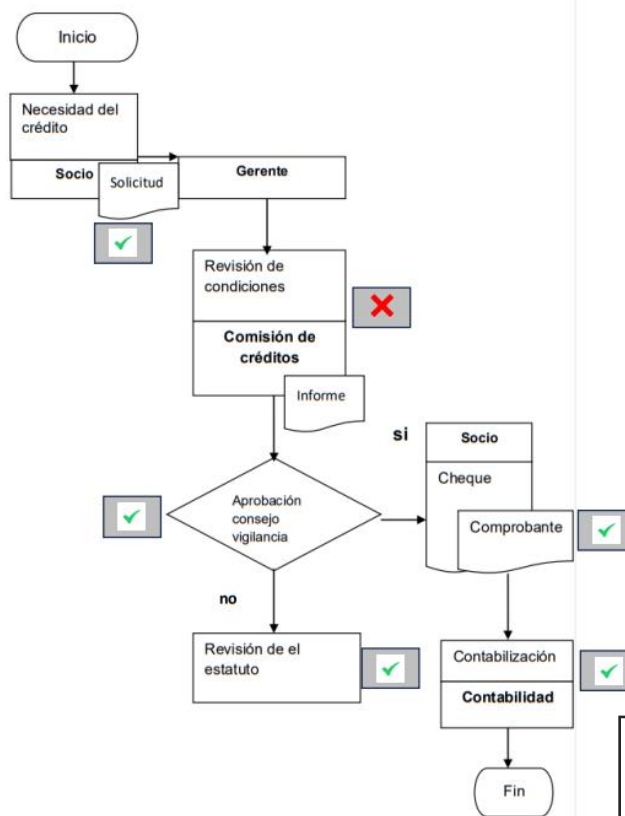 Inicio
Necesidad del
crédito
Socio
Solicitud
Gerente
Revisión de
condiciones
Comisión de
créditos
Informe
si
Socio
Cheque
Comprobante
Aprobación
consejo
vigilancia
no
Revisión de el
estatuto
Contabilización
Contabilidad
Fin